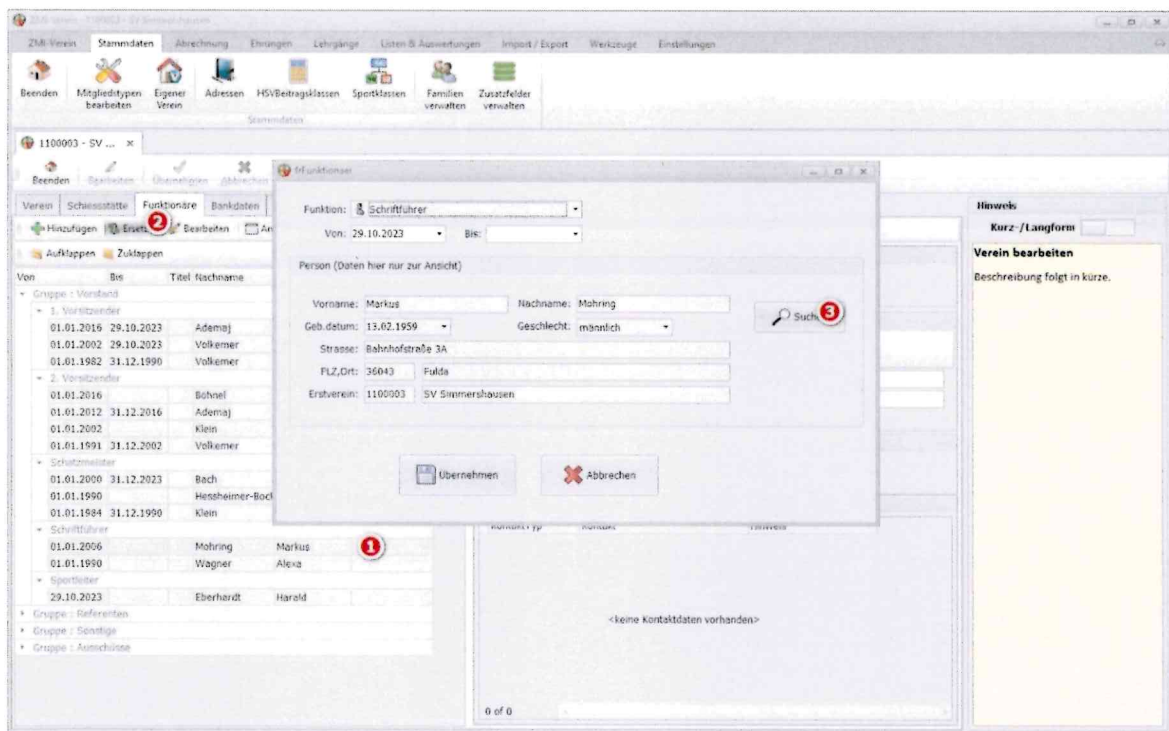 ZMI-Verein - 1100003 - SV Simmershausen
ZMI-Verein Stammdaten Abrechnung Ehrungen Lehrgänge Listen & Auswertungen Import / Export Werkzeuge Einstellungen
Beenden Mitgliedstypen bearbeiten Eigener Verein Adressen HSVBeitragsklassen Sportklassen Familien verwalten Zusatzfelder verwalten
Stammdaten
1100003 - SV ... ×
Beenden Bearbeiten Übernehmen Abbrechen
Verein Schiessstätte Funktionäre Bankdaten
2
Hinzufügen Bearbeiten
Aufklappen Zuklappen
Von Bis Titel Nachname
Gruppe : Vorstand
1. Vorsitzender
01.01.2016 29.10.2023 Ademaj
01.01.2002 29.10.2023 Volkemer
01.01.1982 31.12.1990 Volkemer
2. Vorsitzender
01.01.2016 Bohnel
01.01.2012 31.12.2016 Ademaj
01.01.2002 Klein
01.01.1991 31.12.2002 Volkemer
Schatzmeister
01.01.2000 31.12.2023 Bach
01.01.1990 Hessheimer-Bock
01.01.1984 31.12.1990 Klein
Schriftführer
01.01.2006 Mohring Markus 1
01.01.1990 Wagner Alexa
Sportleiter
29.10.2023 Eberhardt Harald
Gruppe : Referenten
Gruppe : Sonstige
Gruppe : Ausschüsse
frFunktionaer
Funktion: Schriftführer
Von: 29.10.2023 Bis:
Person (Daten hier nur zur Ansicht)
Vorname: Markus Nachname: Mohring
Geb.datum: 13.02.1959 Geschlecht: männlich
Suche 3
Strasse: Bahnhofstraße 3A
PLZ,Ort: 36043 Fulda
Erstverein: 1100003 SV Simmershausen
Übernehmen Abbrechen
KontaktTyp Kontakt Hinweis
<keine Kontaktdaten vorhanden>
0 of 0
Hinweis
Kurz-/Langform
Verein bearbeiten
Beschreibung folgt in kürze.